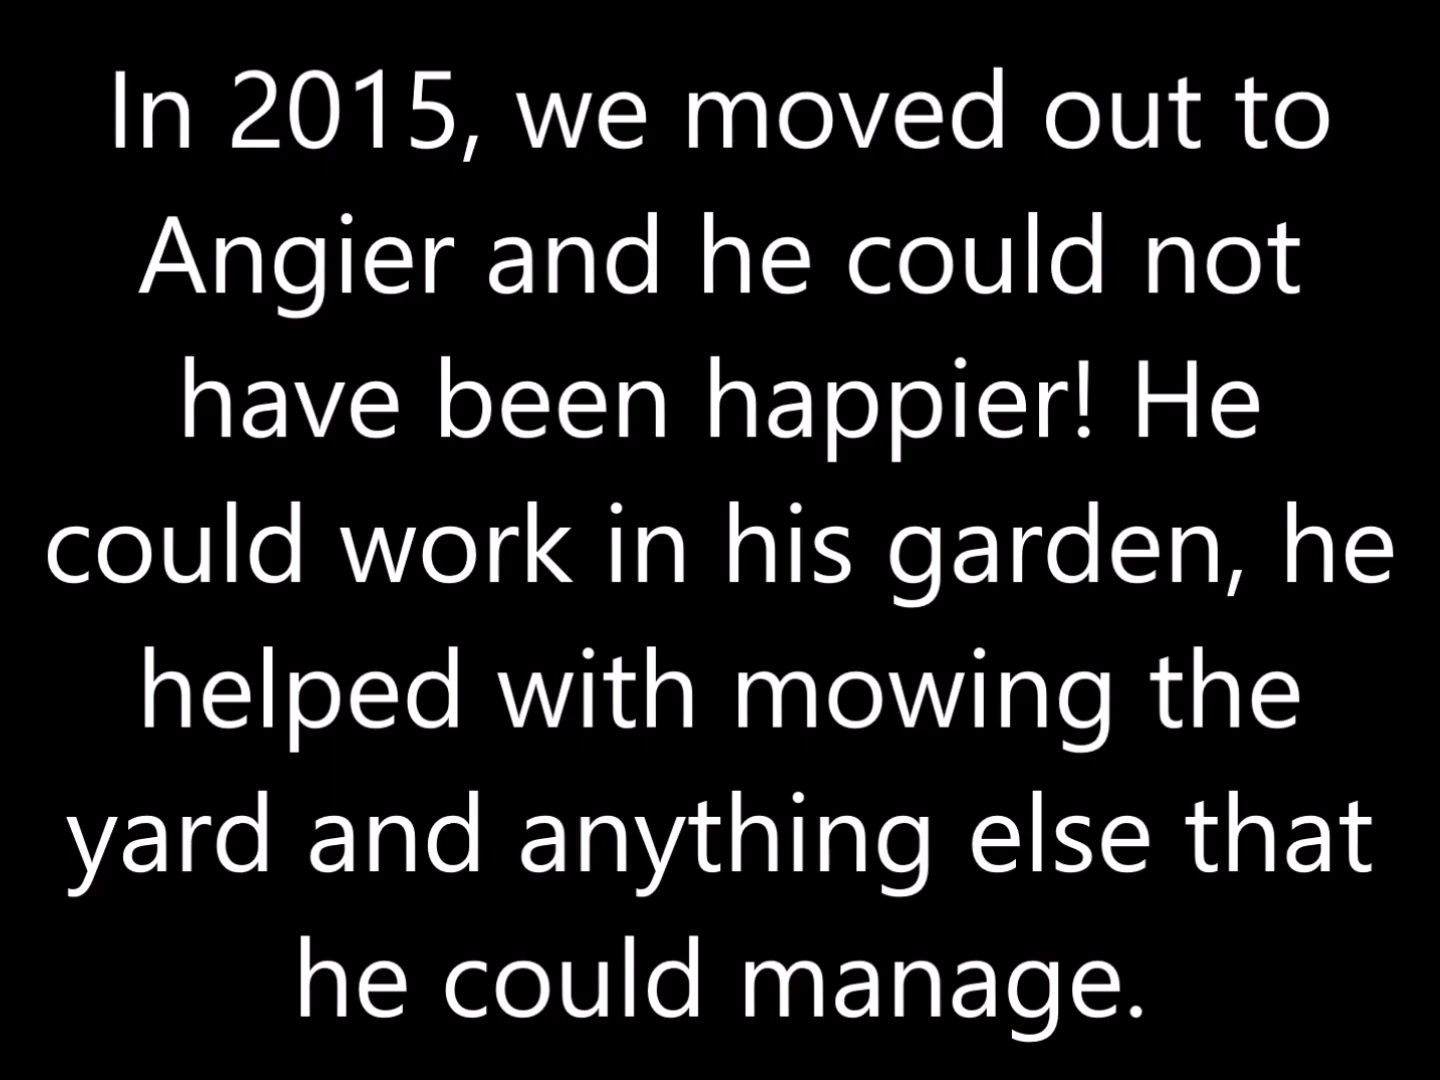 In 2015, we moved out to
Angier and he could not
have been happier! He
could work in his garden, he
helped with mowing the
yard and anything else that
he could manage.